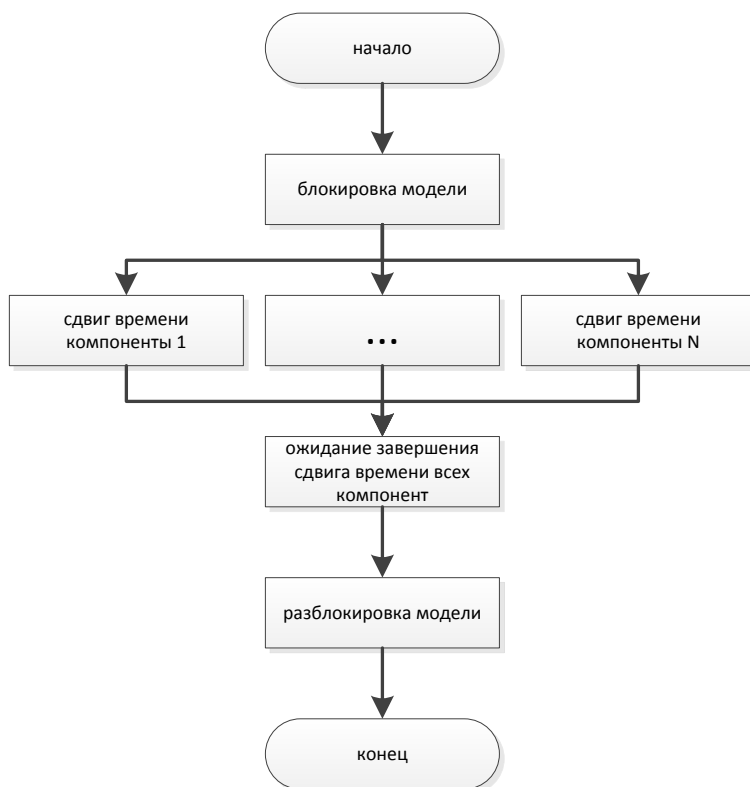 начало
блокировка модели
сдвиг времени
компоненты 1
...
сдвиг времени
компоненты N
ожидание завершения
сдвига времени всех
компонент
разблокировка модели
конец